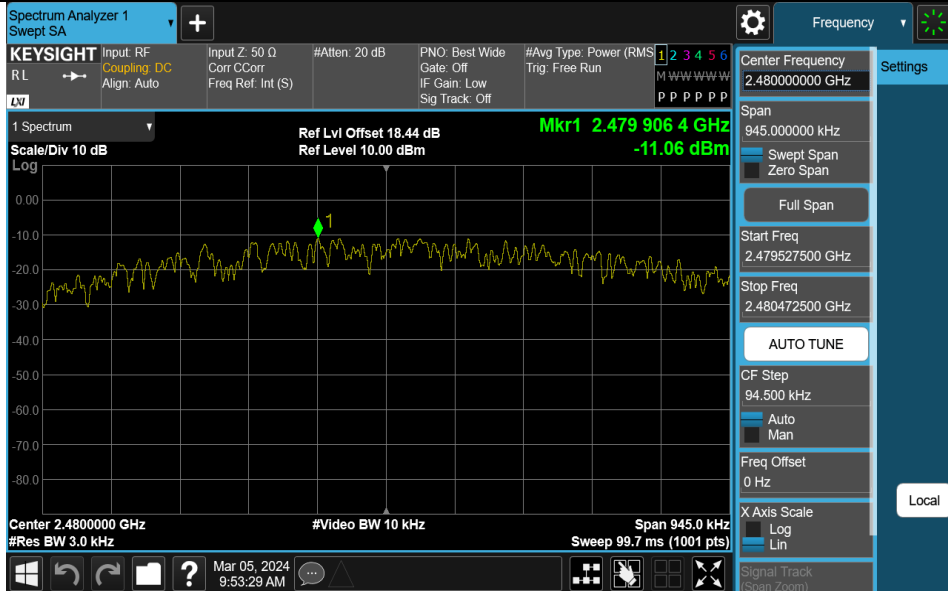 Spectrum Analyzer 1
Swept SA
+
Frequency
KEYSIGHT
R L
LXI
Input: RF
Coupling: DC
Align: Auto
Input Z: 50 Ω
Corr CCorr
Freq Ref: Int (S)
#Atten: 20 dB
PNO: Best Wide
Gate: Off
IF Gain: Low
Sig Track: Off
#Avg Type: Power (RMS
Trig: Free Run
1 2 3 4 5 6
M W W W W W
P P P P P P
Center Frequency
2.480000000 GHz
Settings
Span
945.000000 kHz
Swept Span
Zero Span
Full Span
Start Freq
2.479527500 GHz
Stop Freq
2.480472500 GHz
AUTO TUNE
CF Step
94.500 kHz
Auto
Man
Freq Offset
0 Hz
X Axis Scale
Log
Lin
Signal Track
(Span Zoom)
Local
1 Spectrum
Scale/Div 10 dB
Log
Ref Lvl Offset 18.44 dB
Ref Level 10.00 dBm
Mkr1 2.479 906 4 GHz
-11.06 dBm
1
0.00
-10.0
-20.0
-30.0
-40.0
-50.0
-60.0
-70.0
-80.0
Center 2.4800000 GHz
#Res BW 3.0 kHz
#Video BW 10 kHz
Span 945.0 kHz
Sweep 99.7 ms (1001 pts)
?
Mar 05, 2024
9:53:29 AM